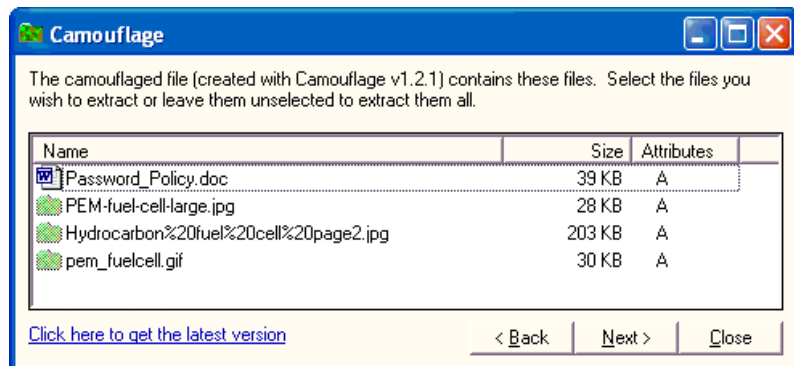 Camouflage
The camouflaged file (created with Camouflage v1.2.1) contains these files.  Select the files you
wish to extract or leave them unselected to extract them all.
Name Size Attributes
Password_Policy.doc 39 KB A
PEM-fuel-cell-large.jpg 28 KB A
Hydrocarbon%20fuel%20cell%20page2.jpg 203 KB A
pem_fuelcell.gif 30 KB A
Click here to get the latest version < Back Next > Close